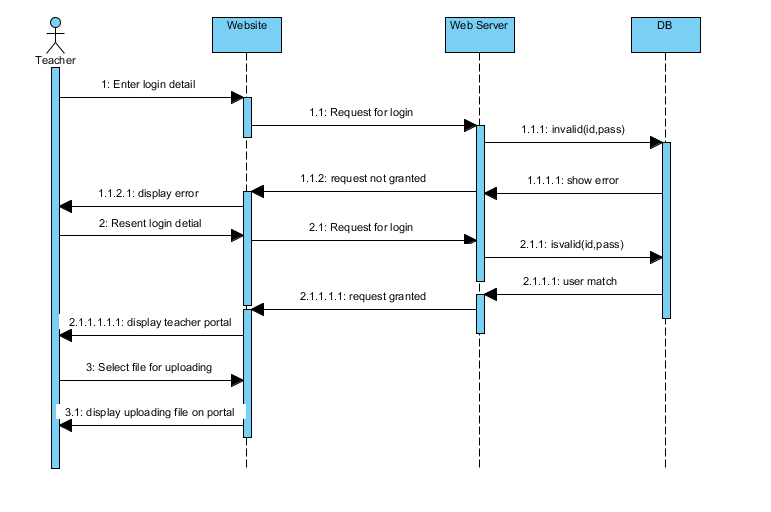 Website
Web Server
DB
Teacher
1: Enter login detail
1.1: Request for login
1.1.1: invalid(id,pass)
1.1.2: request not granted
1.1.1.1: show error
1.1.2.1: display error
2: Resent login detial
2.1: Request for login
2.1.1: isvalid(id,pass)
2.1.1.1: user match
2.1.1.1.1: request granted
2.1.1.1.1.1: display teacher portal
3: Select file for uploading
3.1: display uploading file on portal